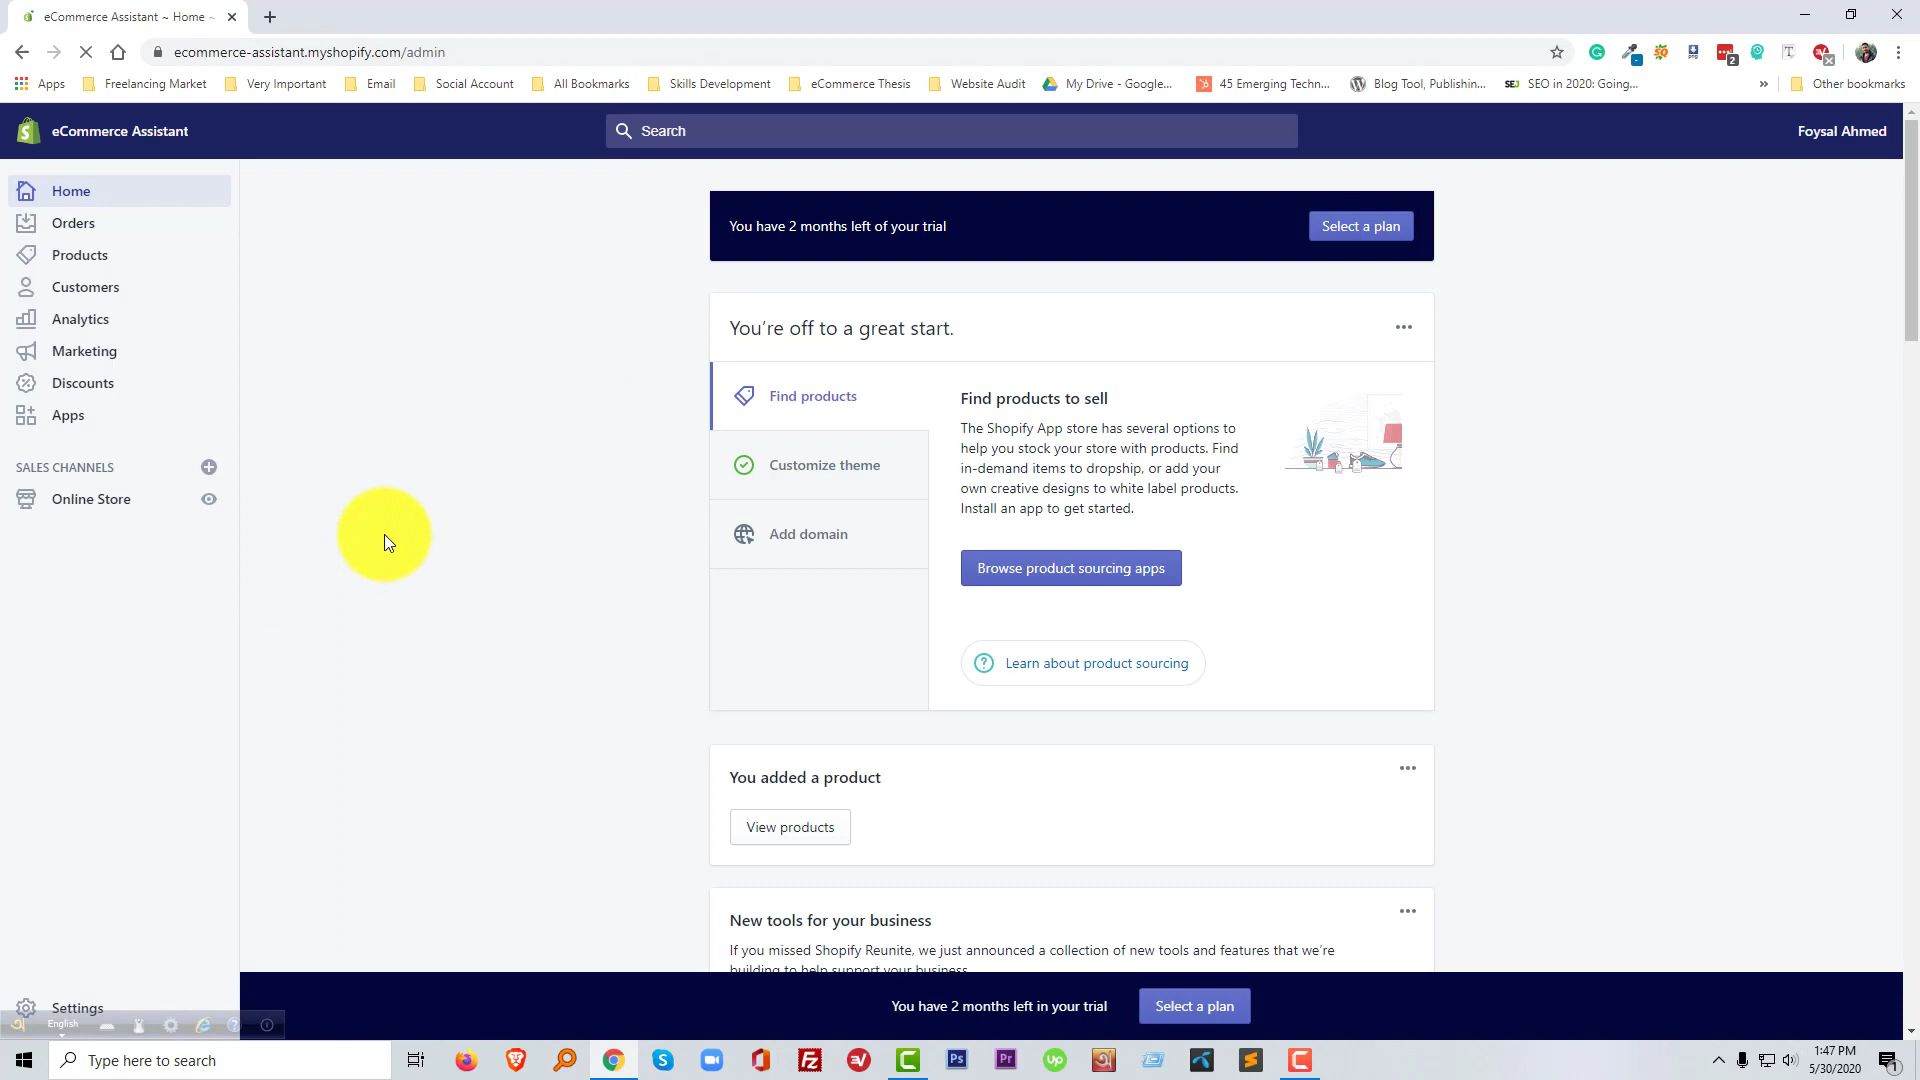 eCommerce Assistant ~ Home ~
ecommerce-assistant.myshopify.com/admin
Apps
Freelancing Market
Very Important
Email
Social Account
All Bookmarks
Skills Development
eCommerce Thesis
Website Audit
My Drive - Google...
45 Emerging Techn...
Blog Tool, Publishin...
SEJ
SEO in 2020: Going...
»
Other bookmarks
eCommerce Assistant
Search
Foysal Ahmed
Home
Orders
Products
Customers
Analytics
Marketing
Discounts
Apps
SALES CHANNELS
Online Store
Settings
You have 2 months left of your trial
Select a plan
You're off to a great start.
Find products
Customize theme
Add domain
Find products to sell
The Shopify App store has several options to
help you stock your store with products. Find
in-demand items to dropship, or add your
own creative designs to white label products.
Install an app to get started.
Browse product sourcing apps
Learn about product sourcing
You added a product
View products
New tools for your business
If you missed Shopify Reunite, we just announced a collection of new tools and features that we're
building to help support your business
You have 2 months left in your trial
Select a plan
English
Type here to search
Ps
Pr
1:47 PM
5/30/2020